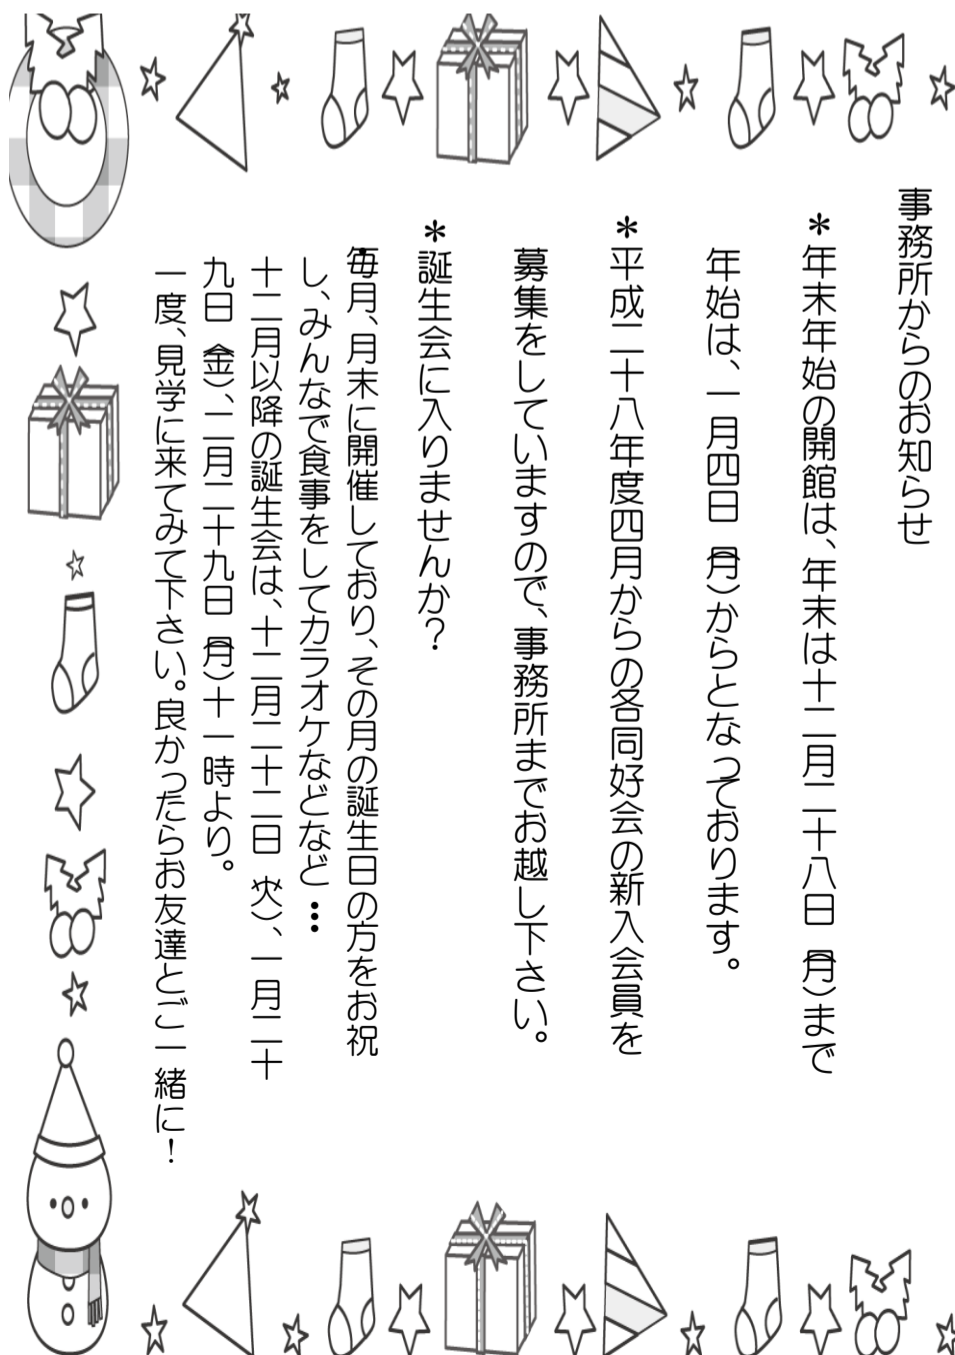 事務所からのお知らせ
＊年末年始の開館は、年末は十二月二十八日（月）まで
年始は、一月四日（月）からとなっております。
＊平成二十八年度四月からの各同好会の新入会員を
募集をしていますので、事務所までお越し下さい。
＊誕生会に入りませんか？
毎月、月末に開催しており、その月の誕生日の方をお祝
し、みんなで食事をしてカラオケなどなど…
十二月以降の誕生会は、十二月二十二日（火）、一月二十
九日（金）、二月二十九日（月）十一時より。
一度、見学に来てみて下さい。良かったらお友達とご一緒に！